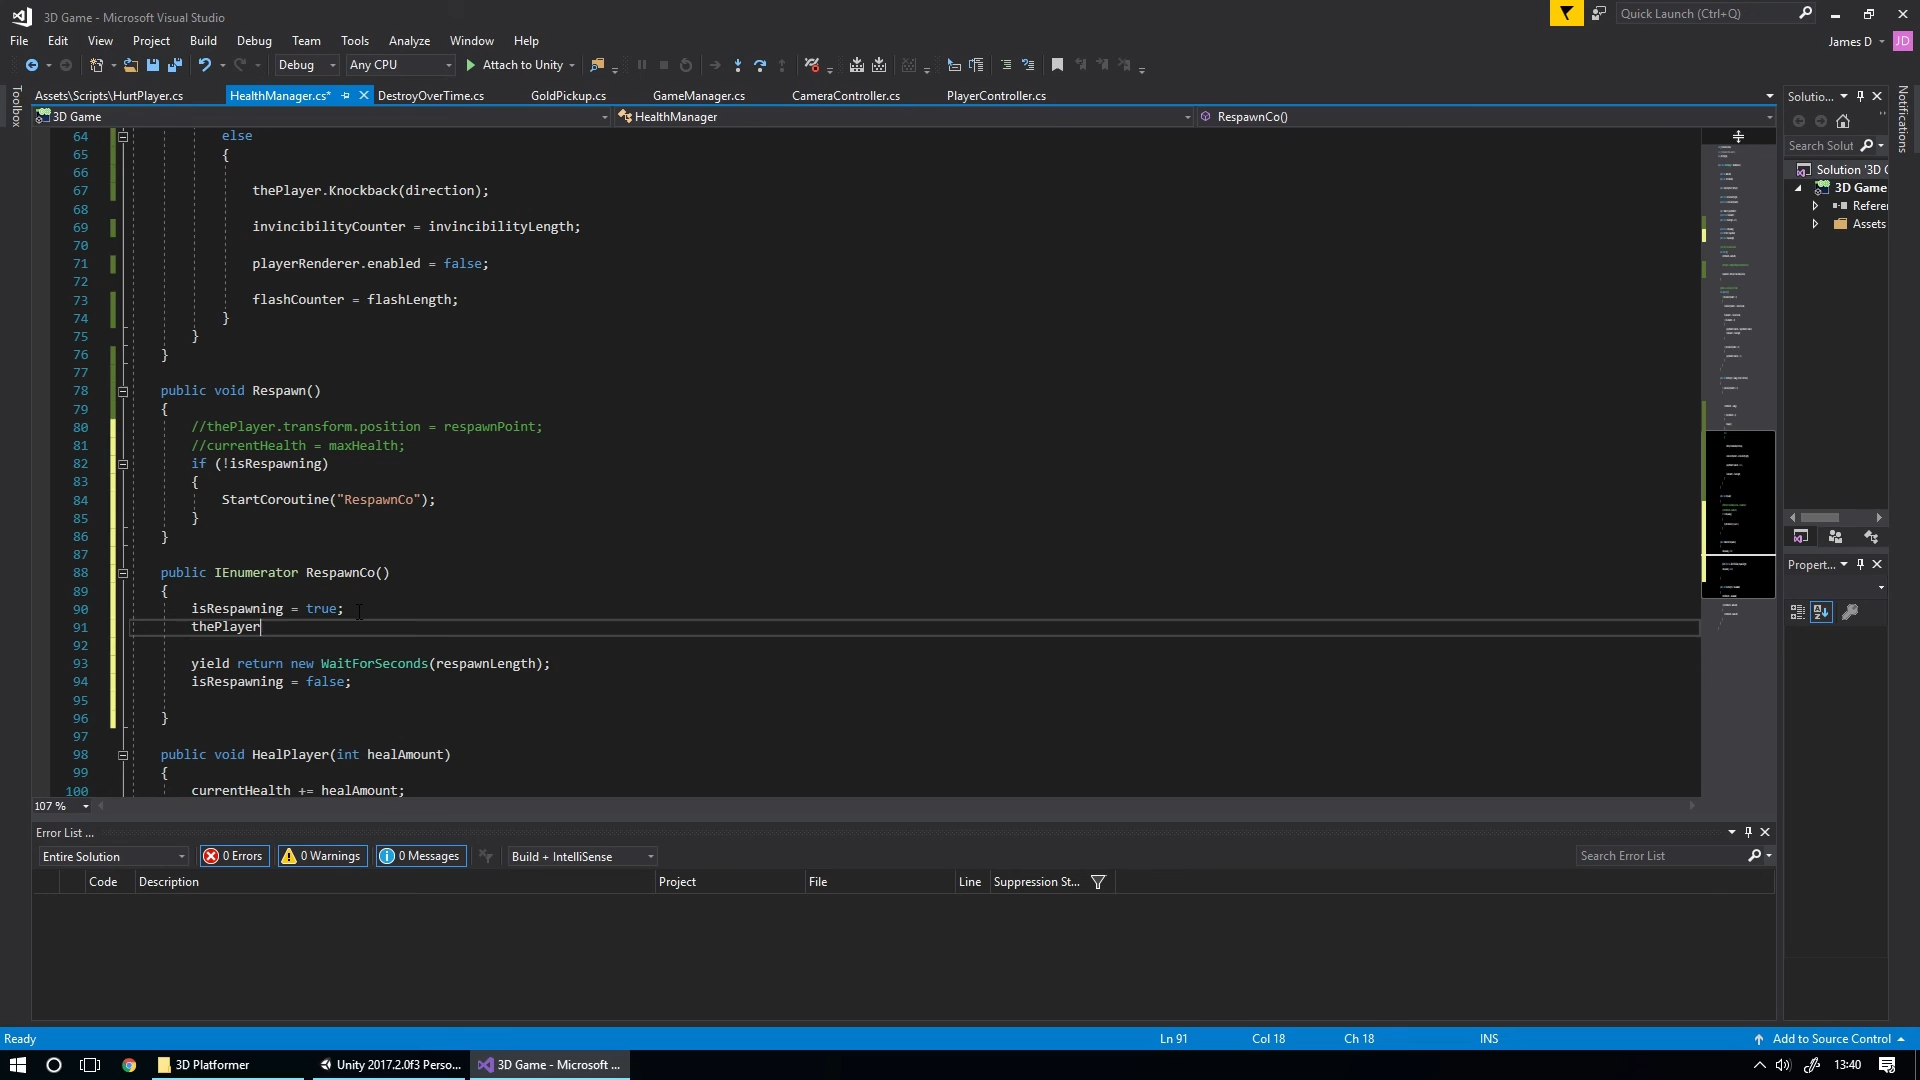 3D Game - Microsoft Visual Studio
Quick Launch (Ctrl+Q)
File Edit View Project Build Debug Team Tools Analyze Window Help
James D JD
Debug Any CPU Attach to Unity
Toolbox
Assets\Scripts\HurtPlayer.cs HealthManager.cs* DestroyOverTime.cs GoldPickup.cs GameManager.cs CameraController.cs PlayerController.cs
3D Game HealthManager RespawnCo()
64 else
65 {
66
67 thePlayer.Knockback(direction);
68
69 invincibilityCounter = invincibilityLength;
70
71 playerRenderer.enabled = false;
72
73 flashCounter = flashLength;
74 }
75 }
76 }
77
78 public void Respawn()
79 {
80 //thePlayer.transform.position = respawnPoint;
81 //currentHealth = maxHealth;
82 if (!isRespawning)
83 {
84 StartCoroutine("RespawnCo");
85 }
86 }
87
88 public IEnumerator RespawnCo()
89 {
90 isRespawning = true;
91 thePlayer
92
93 yield return new WaitForSeconds(respawnLength);
94 isRespawning = false;
95
96 }
97
98 public void HealPlayer(int healAmount)
99 {
100 currentHealth += healAmount;
107 %
Solutio...
Search Solut
Solution '3D G
3D Game
Referer
Assets
Propert...
Notifications
Error List ...
Entire Solution 0 Errors 0 Warnings 0 Messages Build + IntelliSense Search Error List
Code Description Project File Line Suppression St...
Ready Ln 91 Col 18 Ch 18 INS Add to Source Control
3D Platformer Unity 2017.2.0f3 Perso... 3D Game - Microsoft ... 13:40